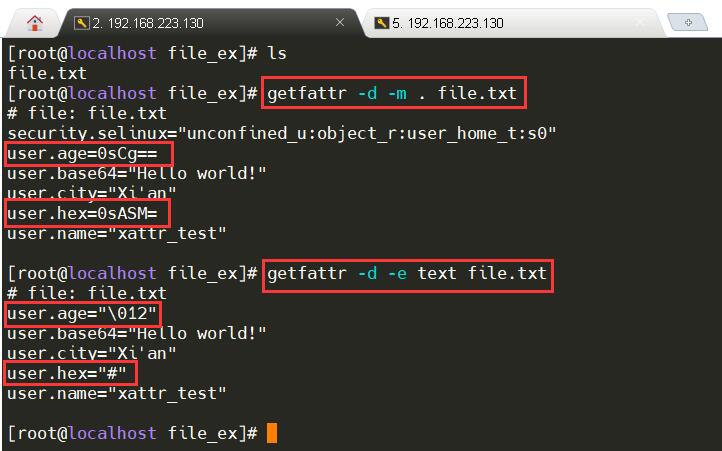 2. 192.168.223.130
5. 192.168.223.130
[root@localhost file_ex]# ls
file.txt
[root@localhost file_ex]# getfattr -d -m . file.txt
# file: file.txt
security.selinux="unconfined_u:object_r:user_home_t:s0"
user.age=0sCg==
user.base64="Hello world!"
user.city="Xi'an"
user.hex=0sASM=
user.name="xattr_test"
[root@localhost file_ex]# getfattr -d -e text file.txt
# file: file.txt
user.age="\012"
user.base64="Hello world!"
user.city="Xi'an"
user.hex="#"
user.name="xattr_test"
[root@localhost file_ex]#